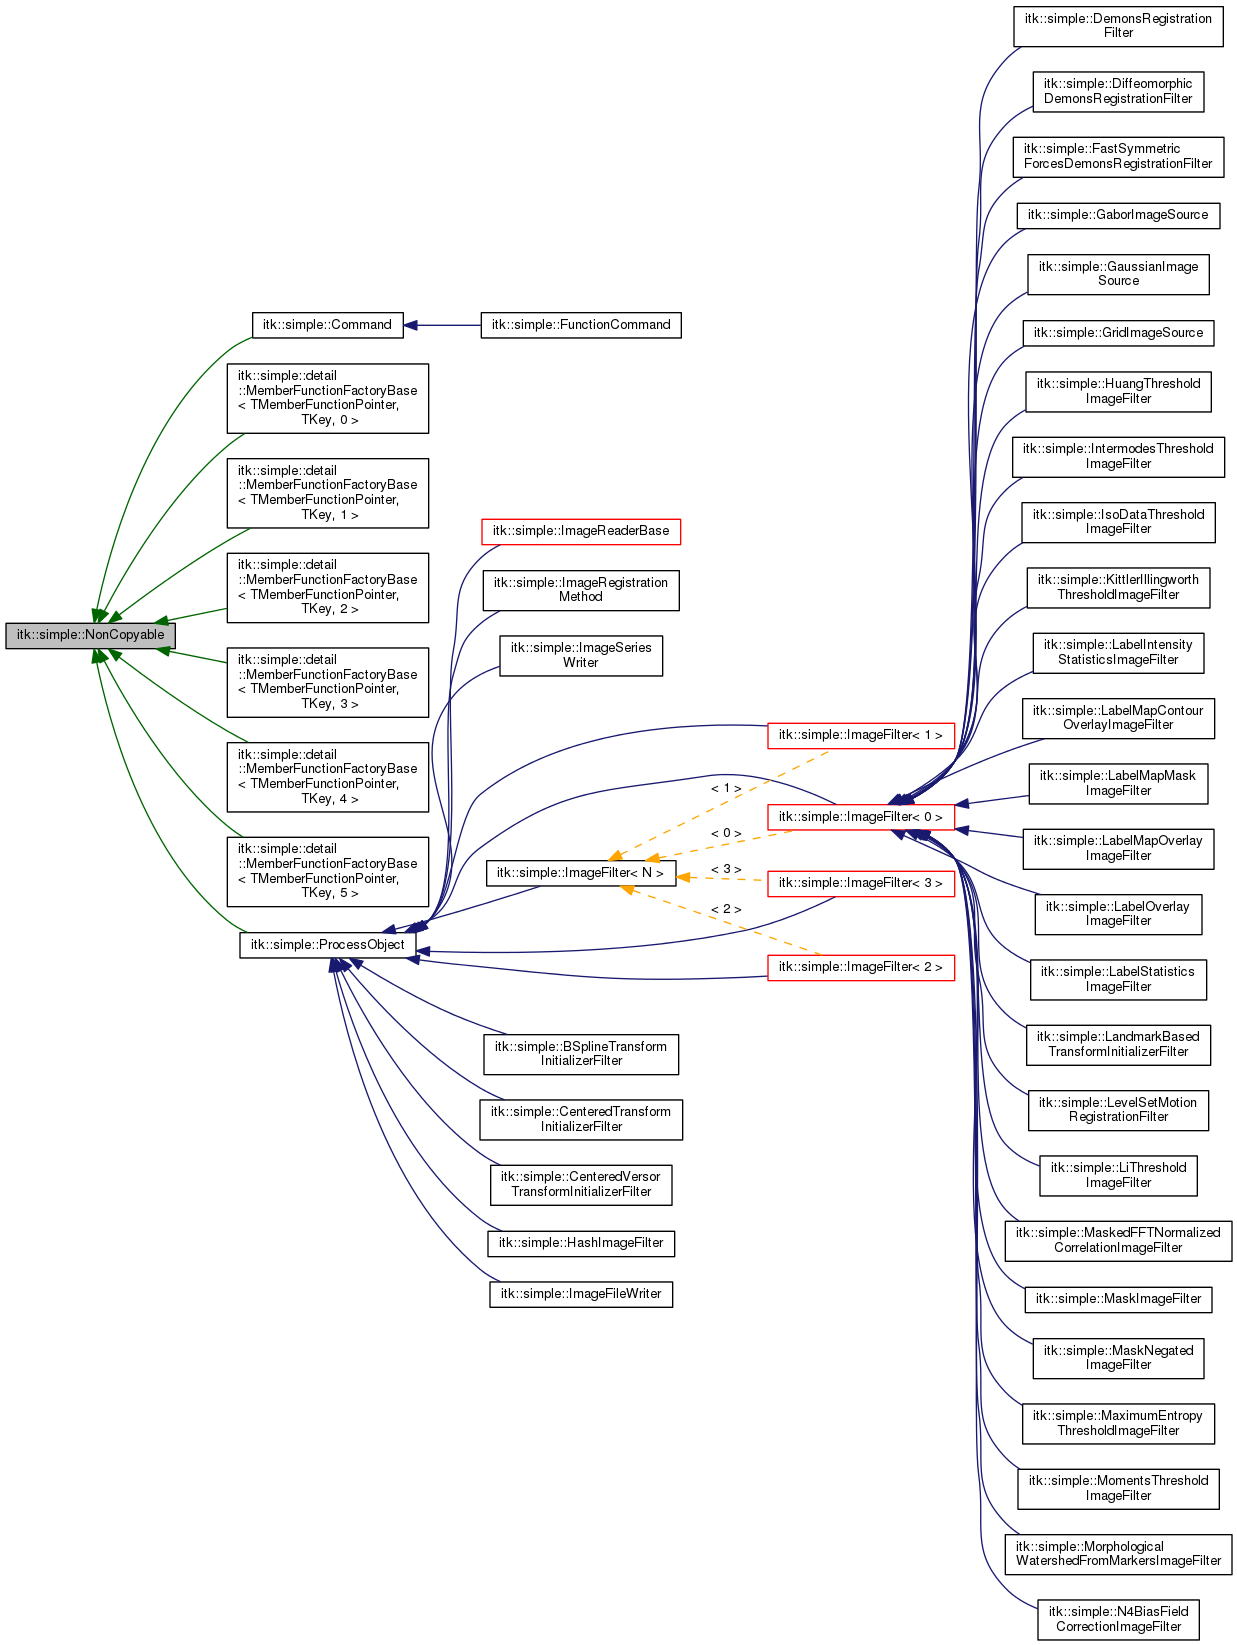 itk::simple::NonCopyable
itk::simple::Command
itk::simple::FunctionCommand
itk::simple::detail
::MemberFunctionFactoryBase
< TMemberFunctionPointer,
TKey, 0 >
itk::simple::detail
::MemberFunctionFactoryBase
< TMemberFunctionPointer,
TKey, 1 >
itk::simple::detail
::MemberFunctionFactoryBase
< TMemberFunctionPointer,
TKey, 2 >
itk::simple::detail
::MemberFunctionFactoryBase
< TMemberFunctionPointer,
TKey, 3 >
itk::simple::detail
::MemberFunctionFactoryBase
< TMemberFunctionPointer,
TKey, 4 >
itk::simple::detail
::MemberFunctionFactoryBase
< TMemberFunctionPointer,
TKey, 5 >
itk::simple::ProcessObject
itk::simple::ImageReaderBase
itk::simple::ImageRegistration
Method
itk::simple::ImageSeries
Writer
itk::simple::ImageFilter< N >
itk::simple::BSplineTransform
InitializerFilter
itk::simple::CenteredTransform
InitializerFilter
itk::simple::CenteredVersor
TransformInitializerFilter
itk::simple::HashImageFilter
itk::simple::ImageFileWriter
< 1 >
< 0 >
< 3 >
< 2 >
itk::simple::ImageFilter< 1 >
itk::simple::ImageFilter< 0 >
itk::simple::ImageFilter< 3 >
itk::simple::ImageFilter< 2 >
itk::simple::DemonsRegistration
Filter
itk::simple::Diffeomorphic
DemonsRegistrationFilter
itk::simple::FastSymmetric
ForcesDemonsRegistrationFilter
itk::simple::GaborImageSource
itk::simple::GaussianImage
Source
itk::simple::GridImageSource
itk::simple::HuangThreshold
ImageFilter
itk::simple::IntermodesThreshold
ImageFilter
itk::simple::IsoDataThreshold
ImageFilter
itk::simple::KittlerIllingworth
ThresholdImageFilter
itk::simple::LabelIntensity
StatisticsImageFilter
itk::simple::LabelMapContour
OverlayImageFilter
itk::simple::LabelMapMask
ImageFilter
itk::simple::LabelMapOverlay
ImageFilter
itk::simple::LabelOverlay
ImageFilter
itk::simple::LabelStatistics
ImageFilter
itk::simple::LandmarkBased
TransformInitializerFilter
itk::simple::LevelSetMotion
RegistrationFilter
itk::simple::LiThreshold
ImageFilter
itk::simple::MaskedFFTNormalized
CorrelationImageFilter
itk::simple::MaskImageFilter
itk::simple::MaskNegated
ImageFilter
itk::simple::MaximumEntropy
ThresholdImageFilter
itk::simple::MomentsThreshold
ImageFilter
itk::simple::Morphological
WatershedFromMarkersImageFilter
itk::simple::N4BiasField
CorrectionImageFilter